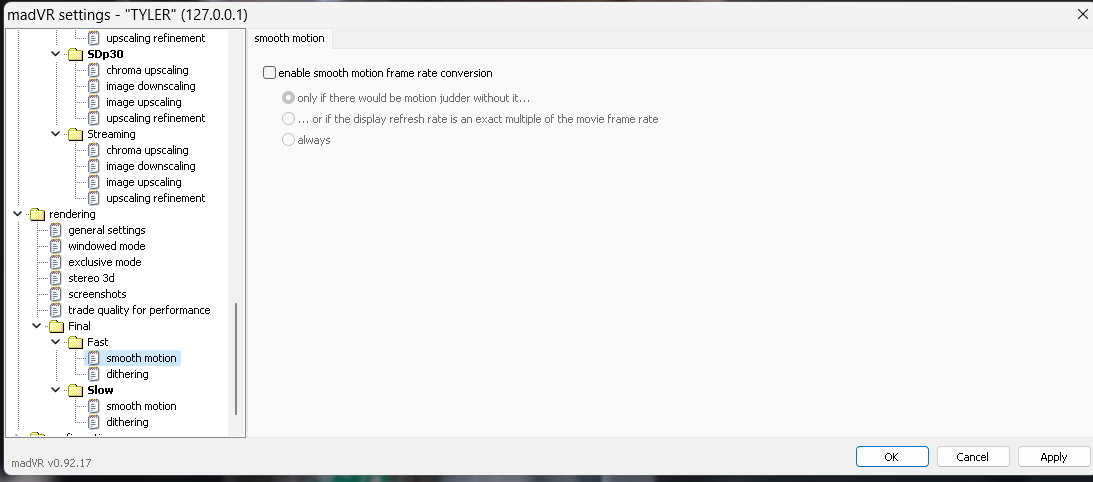 madVR settings - "TYLER" (127.0.0.1)
upscaling refinement
SDp30
chroma upscaling
image downscaling
image upscaling
upscaling refinement
Streaming
chroma upscaling
image downscaling
image upscaling
upscaling refinement
rendering
general settings
windowed mode
exclusive mode
stereo 3d
screenshots
trade quality for performance
Final
Fast
smooth motion
dithering
Slow
smooth motion
dithering
smooth motion
enable smooth motion frame rate conversion
only if there would be motion judder without it...
... or if the display refresh rate is an exact multiple of the movie frame rate
always
madVR v0.92.17
OK
Cancel
Apply